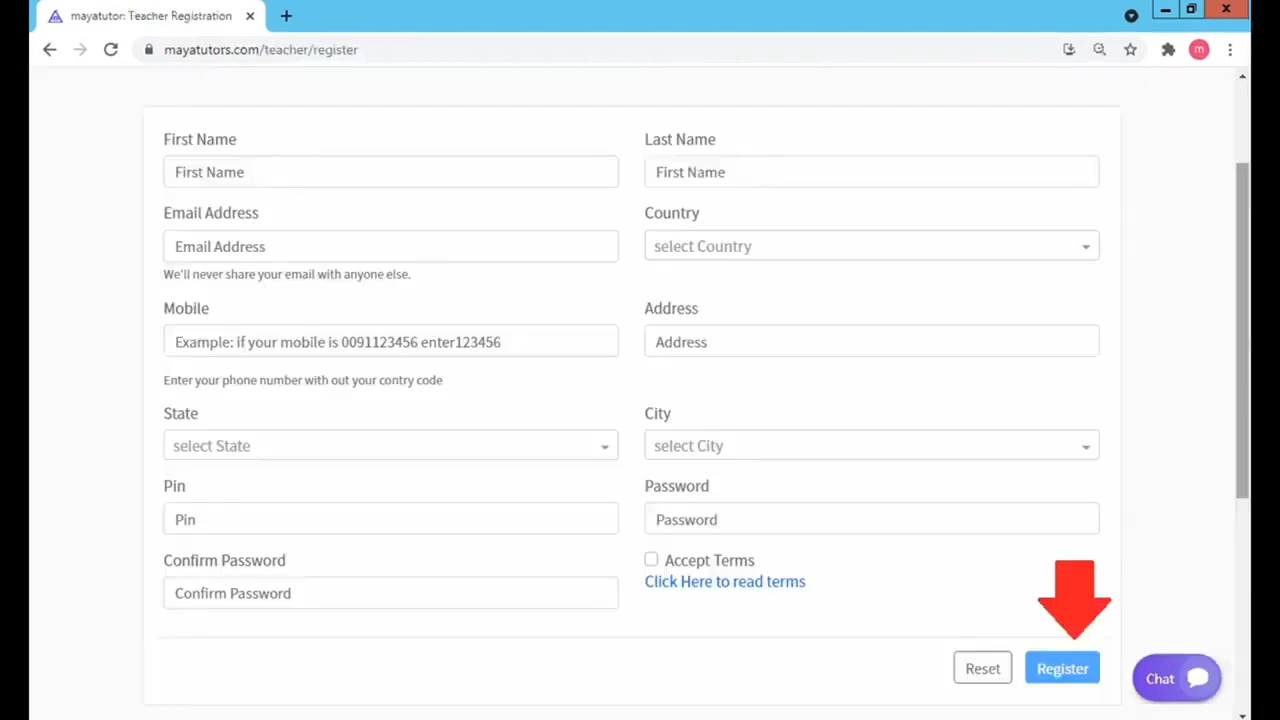 mayatutor: Teacher Registration
mayatutors.com/teacher/register
m
First Name
Last Name
First Name
First Name
Email Address
Country
Email Address
select Country
We'll never share your email with anyone else.
Mobile
Address
Example: if your mobile is 0091123456 enter123456
Address
Enter your phone number with out your contry code
State
City
select State
select City
Pin
Password
Pin
Password
Confirm Password
Accept Terms
Click Here to read terms
Confirm Password
Reset
Register
Chat